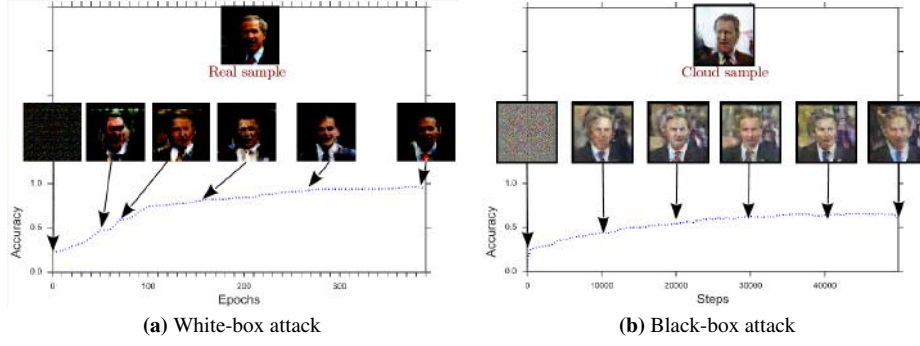 Real sample
1.0
0.5
0.0
Accuracy
0
100
200
300
Epochs
(a) White-box attack
Cloud sample
1.0
0.5
0.0
Accuracy
0
10000
20000
30000
40000
Steps
(b) Black-box attack